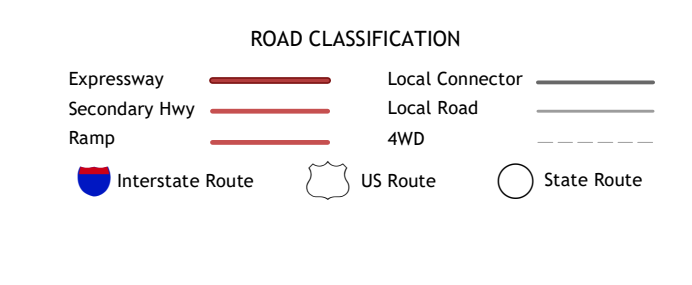 ROAD CLASSIFICATION
Expressway
Local Connector
Secondary Hwy
Local Road
Ramp
4WD
Interstate Route
US Route
State Route